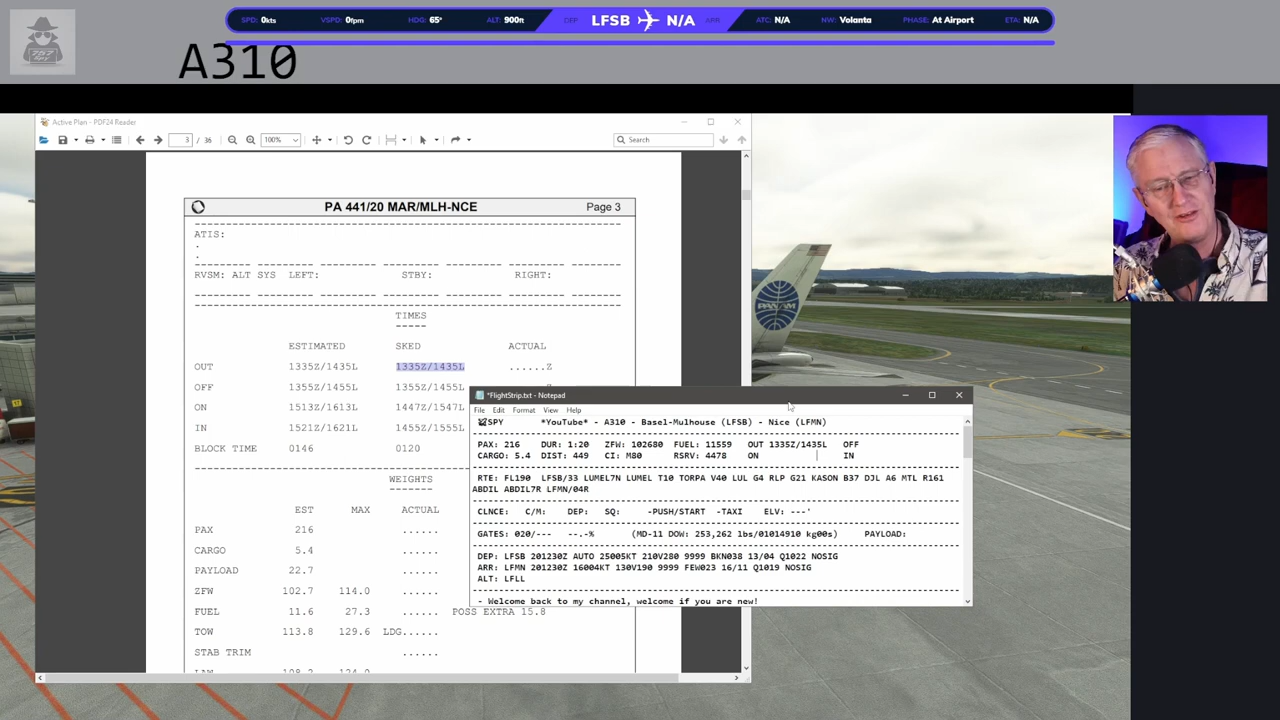 SPD: 0kts VSPD: 0fpm HDG: 65° ALT: 900ft DEP LFSB N/A ARR ATC: N/A NW: Volanta PHASE: At Airport ETA: N/A
757
SPY
A310
Active Plan - PDF24 Reader
3 / 36 100% Search
PA 441/20 MAR/MLH-NCE Page 3
ATIS:
.
.
RVSM: ALT SYS LEFT: STBY: RIGHT:
TIMES
-----
ESTIMATED SKED ACTUAL
OUT 1335Z/1435L 1335Z/1435L ......Z
OFF 1355Z/1455L 1355Z/1455L
ON 1513Z/1613L 1447Z/1547L
IN 1521Z/1621L 1455Z/1555L
BLOCK TIME 0146 0120
WEIGHTS
-----
EST MAX ACTUAL
PAX 216 ......
CARGO 5.4 ......
PAYLOAD 22.7 ......
ZFW 102.7 114.0 ......
FUEL 11.6 27.3 ...... POSS EXTRA 15.8
TOW 113.8 129.6 LDG......
STAB TRIM ......
PAN AM
*FlightStrip.txt - Notepad
File Edit Format View Help
SPY *YouTube* - A310 - Basel-Mulhouse (LFSB) - Nice (LFMN)
PAX: 216 DUR: 1:20 ZFW: 102680 FUEL: 11559 OUT 1335Z/1435L OFF
CARGO: 5.4 DIST: 449 CI: M80 RSRV: 4478 ON IN
RTE: FL190 LFSB/33 LUMEL7N LUMEL T10 TORPA V40 LUL G4 RLP G21 KASON B37 DJL A6 MTL R161
ABDIL ABDIL7R LFMN/04R
CLNCE: C/M: DEP: SQ: -PUSH/START -TAXI ELV: ---'
GATES: 020/--- --.-% (MD-11 DOW: 253,262 lbs/01014910 kg00s) PAYLOAD:
DEP: LFSB 201230Z AUTO 25005KT 210V280 9999 BKN038 13/04 Q1022 NOSIG
ARR: LFMN 201230Z 16004KT 130V190 9999 FEW023 16/11 Q1019 NOSIG
ALT: LFLL
- Welcome back to my channel, welcome if you are new!